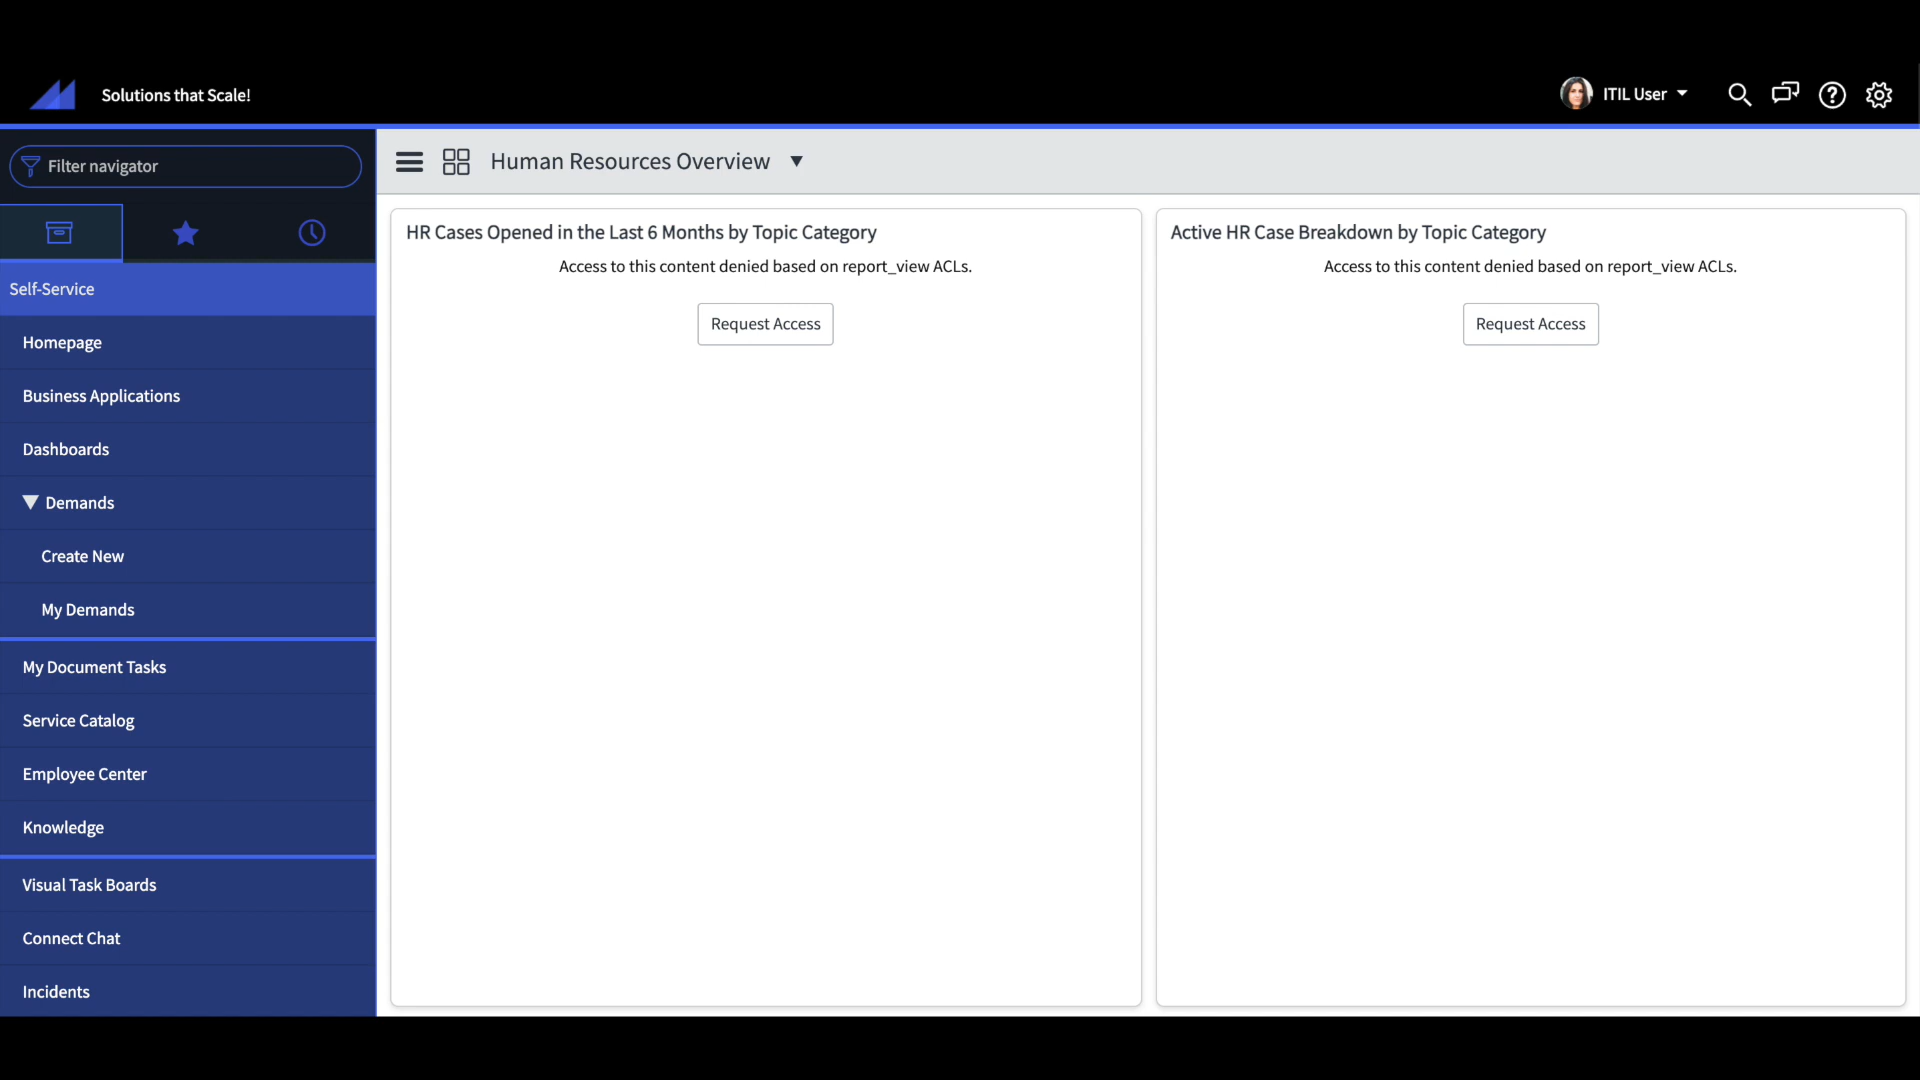 Solutions that Scale!
ITIL User
Filter navigator
Human Resources Overview
Self-Service
Homepage
Business Applications
Dashboards
Demands
Create New
My Demands
My Document Tasks
Service Catalog
Employee Center
Knowledge
Visual Task Boards
Connect Chat
Incidents
HR Cases Opened in the Last 6 Months by Topic Category
Access to this content denied based on report_view ACLs.
Request Access
Active HR Case Breakdown by Topic Category
Access to this content denied based on report_view ACLs.
Request Access